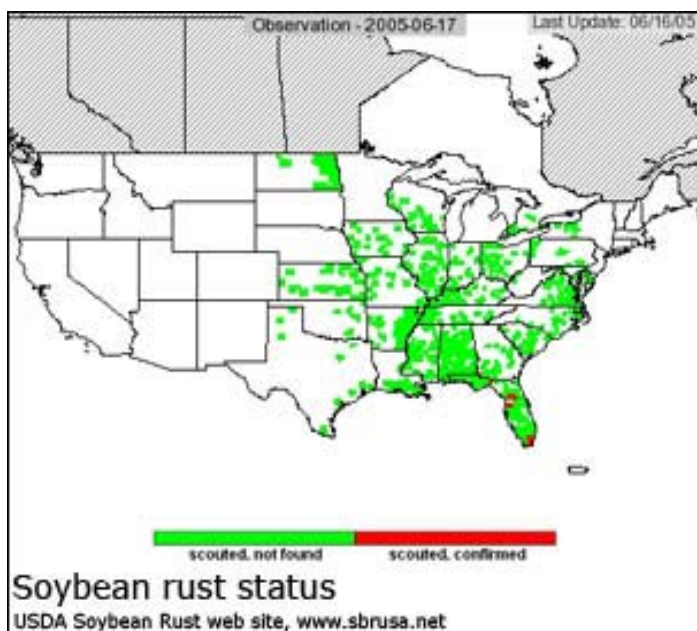 Observation - 2005-06-17
Last Update: 06/16/05
scouted, not found
scouted, confirmed
Soybean rust status
USDA Soybean Rust web site, www.sbrusa.net